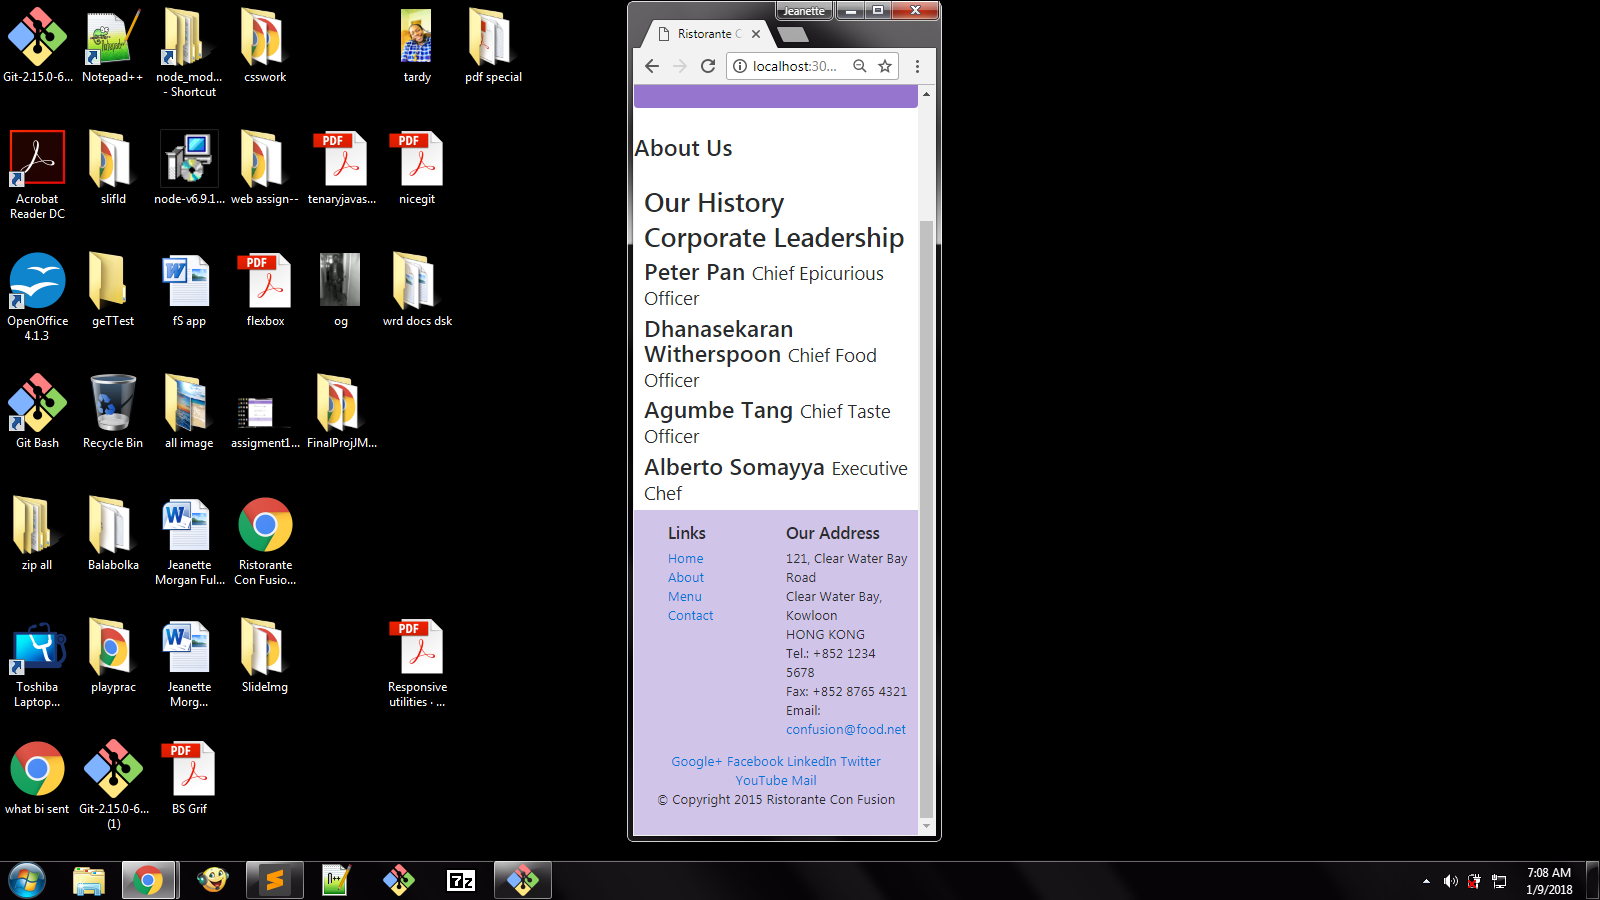 Git-2.15.0-6...
Notepad++
node_mod...
- Shortcut
csswork
tardy
pdf special
Acrobat
Reader DC
slifld
node-v6.9.1...
web assign--
PDF
tenaryjavas...
PDF
nicegit
OpenOffice
4.1.3
geTTest
fS app
PDF
flexbox
og
wrd docs dsk
Git Bash
Recycle Bin
all image
assigment1...
FinalProjJM...
zip all
Balabolka
Jeanette
Morgan Ful...
Ristorante
Con Fusio...
Toshiba
Laptop...
playprac
Jeanette
Morg...
SlideImg
PDF
Responsive
utilities · ...
what bi sent
Git-2.15.0-6...
(1)
PDF
BS Grif
Jeanette
Ristorante C
localhost:30...
About Us
Our History
Corporate Leadership
Peter Pan Chief Epicurious
Officer
Dhanasekaran
Witherspoon Chief Food
Officer
Agumbe Tang Chief Taste
Officer
Alberto Somayya Executive
Chef
Links
Home
About
Menu
Contact
Our Address
121, Clear Water Bay
Road
Clear Water Bay,
Kowloon
HONG KONG
Tel.: +852 1234
5678
Fax: +852 8765 4321
Email:
confusion@food.net
Google+ Facebook LinkedIn Twitter
YouTube Mail
© Copyright 2015 Ristorante Con Fusion
7z
7:08 AM
1/9/2018